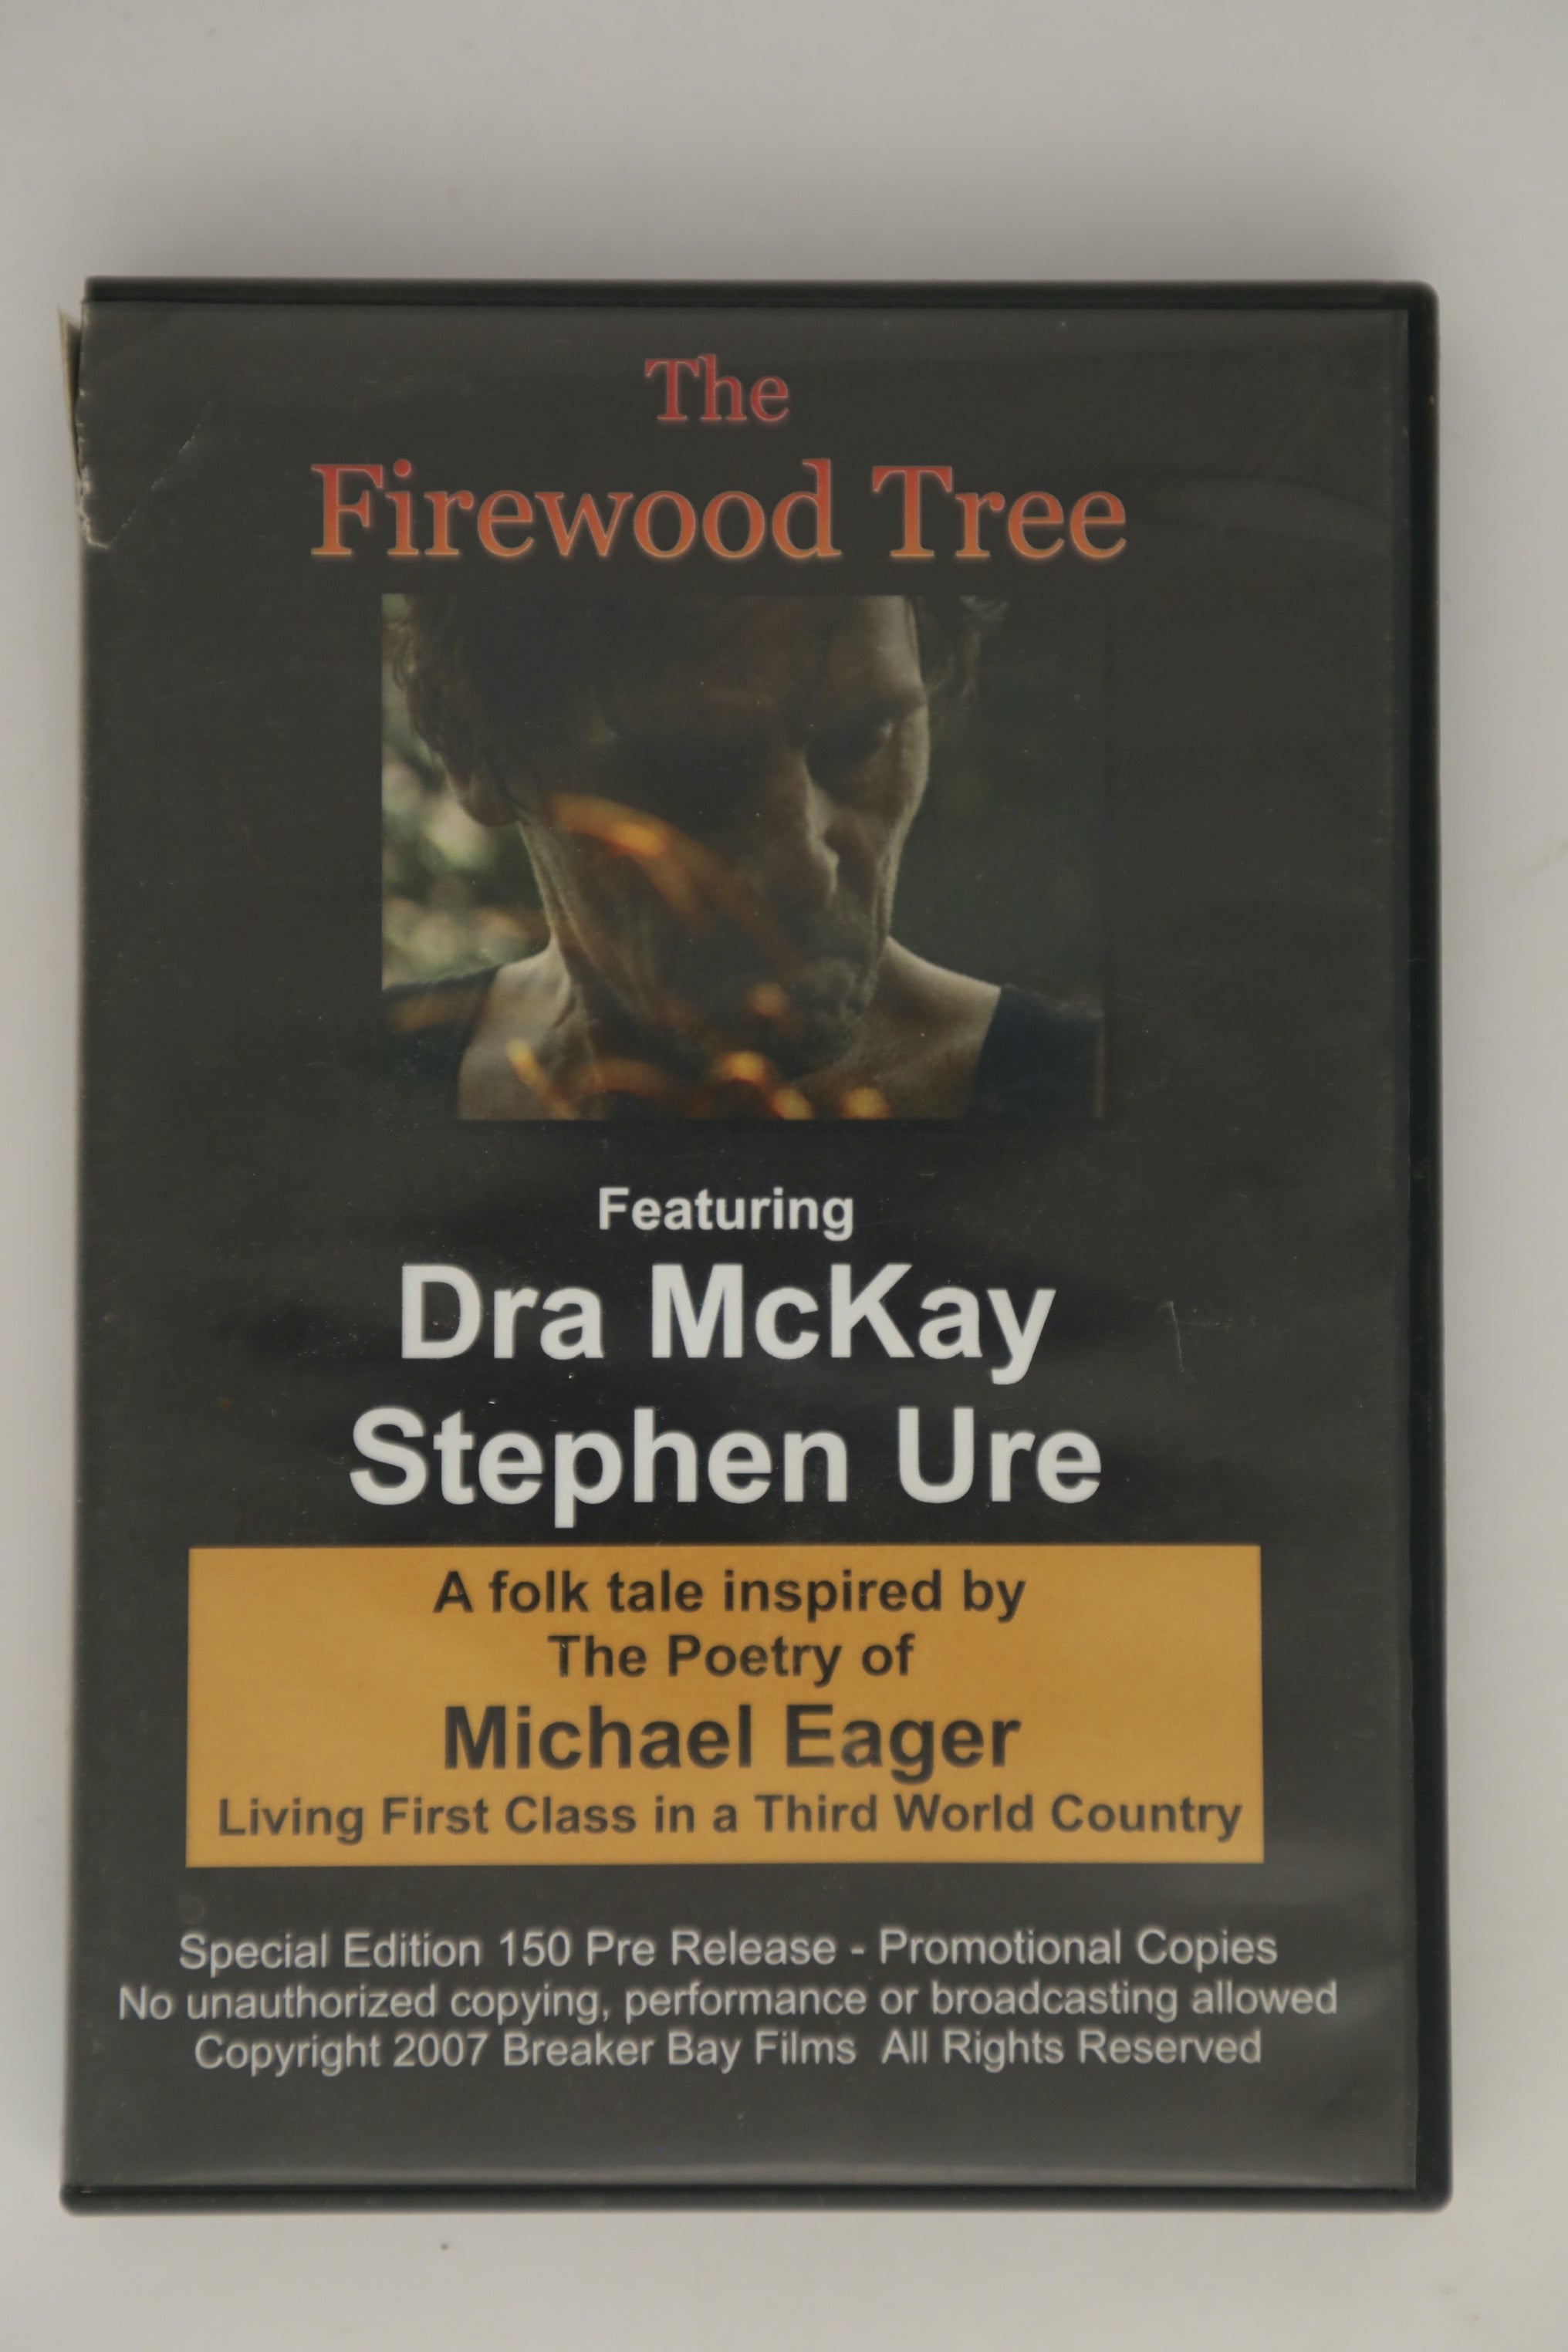 The
Firewood Tree
Featuring
Dra McKay
Stephen Ure
A folk tale inspired by
The Poetry of
Michael Eager
Living First Class in a Third World Country
Special Edition 150 Pre Release - Promotional Copies
No unauthorized copying, performance or broadcasting allowed
Copyright 2007 Breaker Bay Films All Rights Reserved